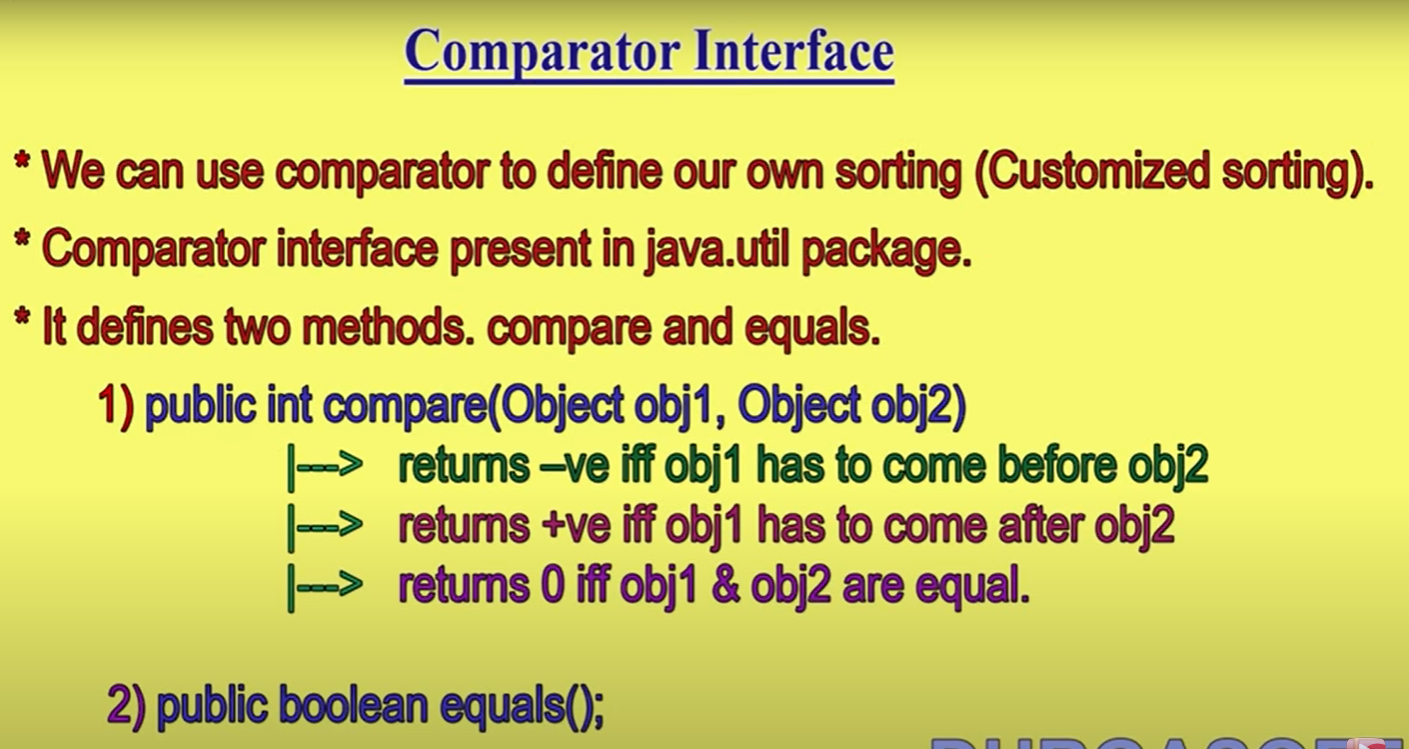 Comparator Interface
* We can use comparator to define our own sorting (Customized sorting).
* Comparator interface present in java.util package.
* It defines two methods. compare and equals.
1) public int compare(Object obj1, Object obj2)
|---> returns –ve iff obj1 has to come before obj2
|---> returns +ve iff obj1 has to come after obj2
|---> returns 0 iff obj1 & obj2 are equal.
2) public boolean equals();